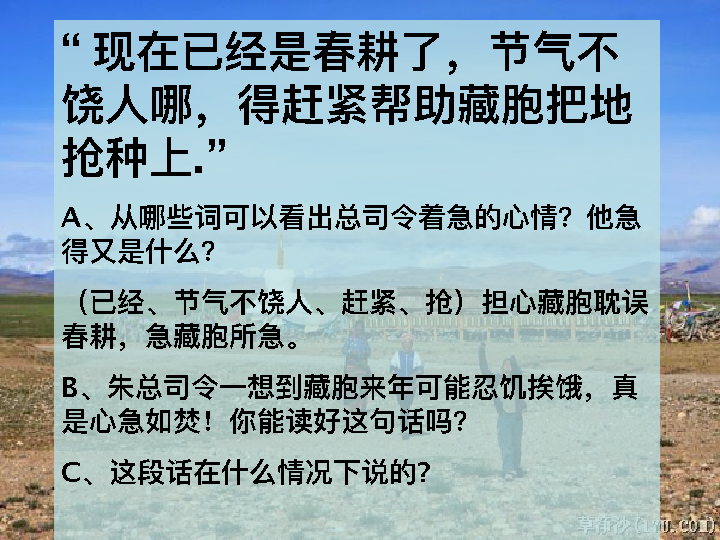 “ 现在已经是春耕了，节气不
饶人哪，得赶紧帮助藏胞把地
抢种上.”
A、从哪些词可以看出总司令着急的心情？他急
得又是什么？
（已经、节气不饶人、赶紧、抢）担心藏胞耽误
春耕，急藏胞所急。
B、朱总司令一想到藏胞来年可能忍饥挨饿，真
是心急如焚！你能读好这句话吗？
C、这段话在什么情况下说的？